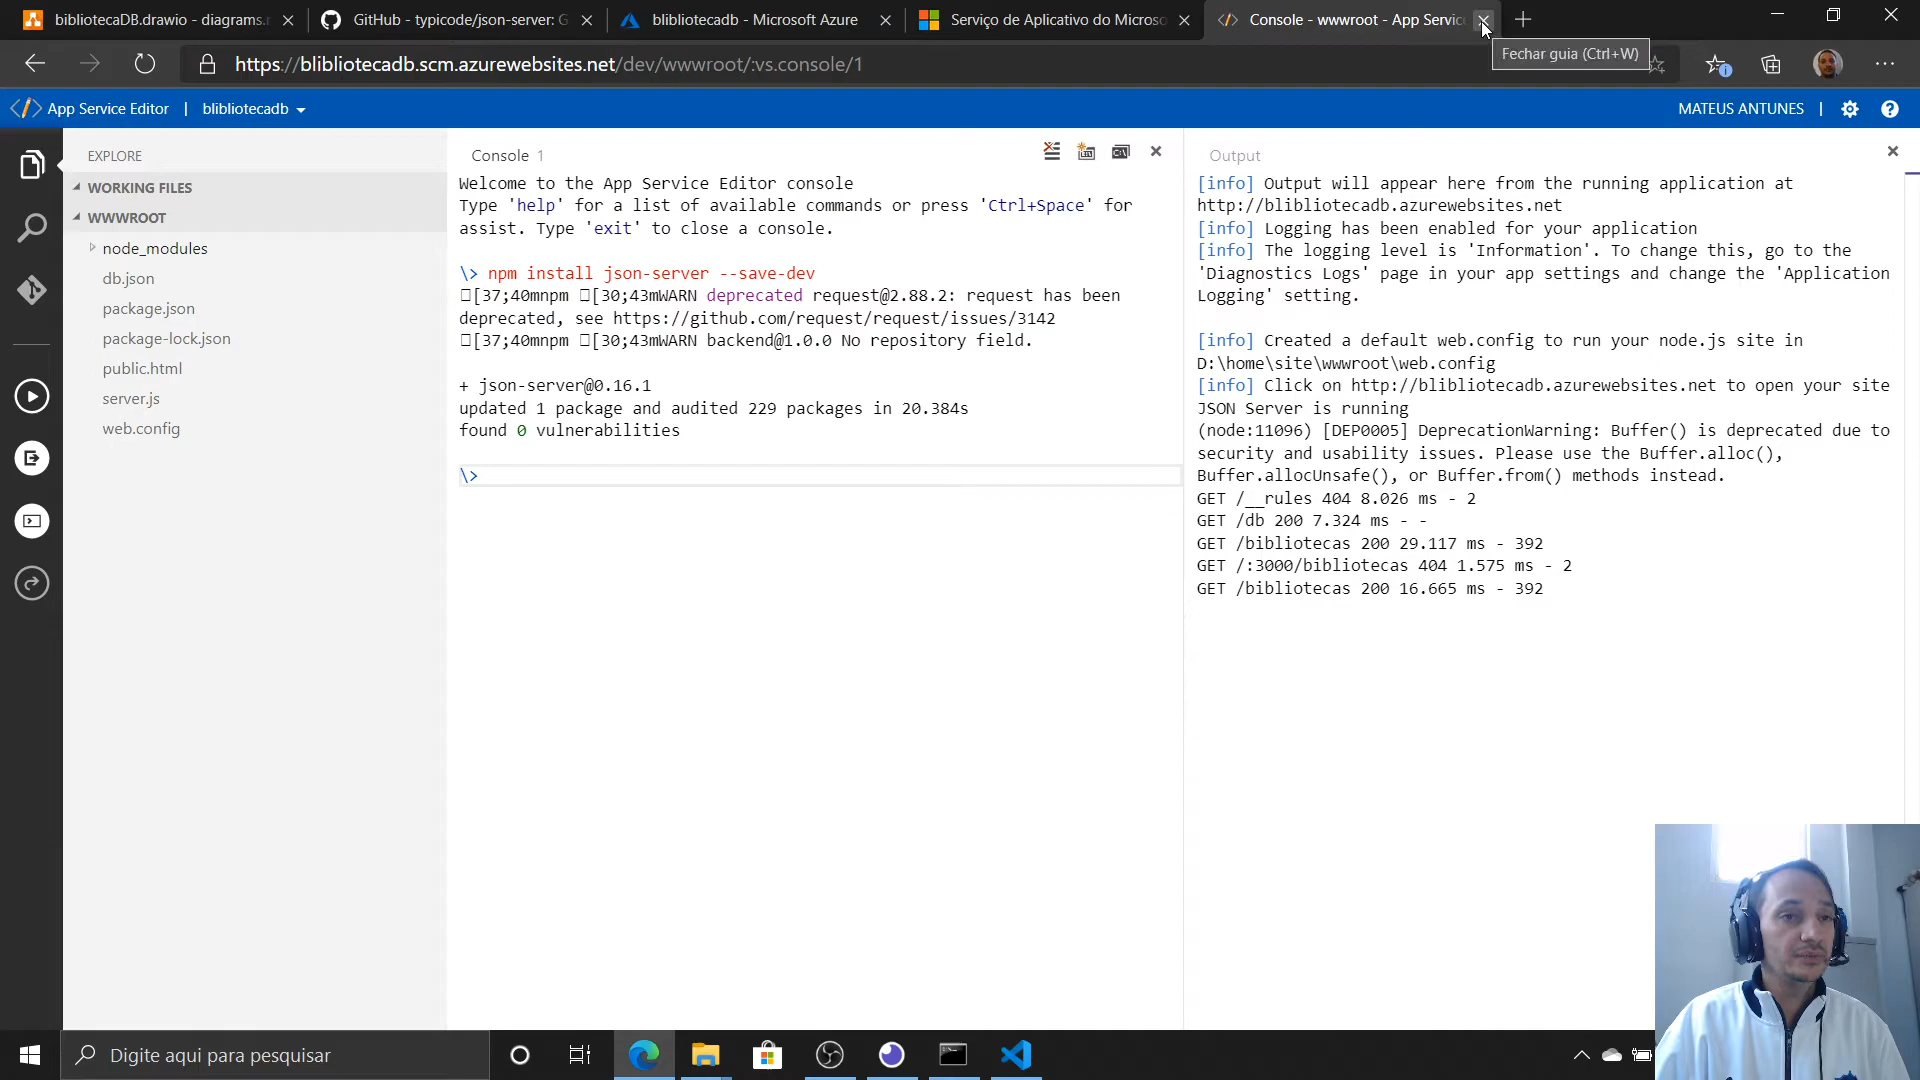 bibliotecaDB.drawio - diagrams.n
GitHub - typicode/json-server: G
blibliotecadb - Microsoft Azure
Serviço de Aplicativo do Microso
Console - wwwroot - App Servic
Fechar guia (Ctrl+W)
https://blibliotecadb.scm.azurewebsites.net/dev/wwwroot/:vs.console/1
App Service Editor | blibliotecadb
MATEUS ANTUNES |
EXPLORE
WORKING FILES
WWWROOT
node_modules
db.json
package.json
package-lock.json
public.html
server.js
web.config
Console 1
Welcome to the App Service Editor console
Type 'help' for a list of available commands or press 'Ctrl+Space' for
assist. Type 'exit' to close a console.
\> npm install json-server --save-dev
[37;40mnpm [30;43mWARN deprecated request@2.88.2: request has been
deprecated, see https://github.com/request/request/issues/3142
[37;40mnpm [30;43mWARN backend@1.0.0 No repository field.
+ json-server@0.16.1
updated 1 package and audited 229 packages in 20.384s
found 0 vulnerabilities
\>
Output
[info] Output will appear here from the running application at
http://blibliotecadb.azurewebsites.net
[info] Logging has been enabled for your application
[info] The logging level is 'Information'. To change this, go to the
'Diagnostics Logs' page in your app settings and change the 'Application
Logging' setting.
[info] Created a default web.config to run your node.js site in
D:\home\site\wwwroot\web.config
[info] Click on http://blibliotecadb.azurewebsites.net to open your site
JSON Server is running
(node:11096) [DEP0005] DeprecationWarning: Buffer() is deprecated due to
security and usability issues. Please use the Buffer.alloc(),
Buffer.allocUnsafe(), or Buffer.from() methods instead.
GET /__rules 404 8.026 ms - 2
GET /db 200 7.324 ms - -
GET /bibliotecas 200 29.117 ms - 392
GET /:3000/bibliotecas 404 1.575 ms - 2
GET /bibliotecas 200 16.665 ms - 392
Digite aqui para pesquisar